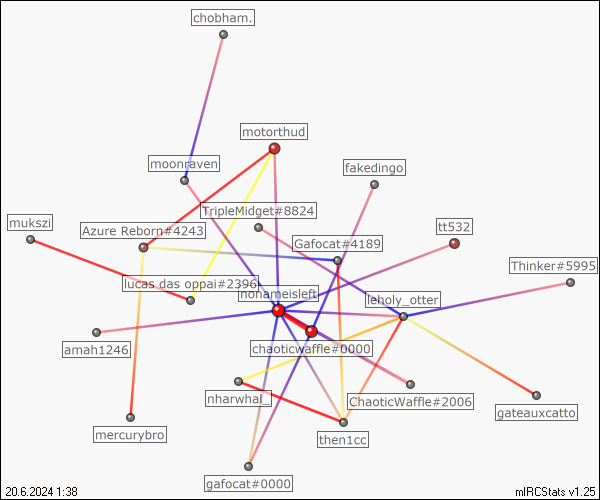 chobham.
motorthud
moonraven
fakedingo
TripleMidget#8824
mukszi
Azure Reborn#4243
Gafocat#4189
tt532
Thinker#5995
lucas das oppai#2396
nonameisleft
leholy_otter
amah1246
chaoticwaffle#0000
nharwhal_
ChaoticWaffle#2006
gateauxcatto
mercurybro
then1cc
gafocat#0000
20.6.2024 1:38
mIRCStats v1.25